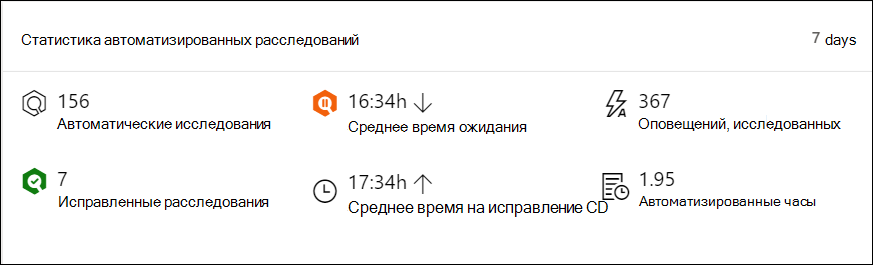 Статистика автоматизированных расследований 7 days
156 16:34h 367
Автоматические исследования Среднее время ожидания Оповещений, исследованных
7 17:34h 1.95
Исправленные расследования Среднее время на исправление CD Автоматизированные часы